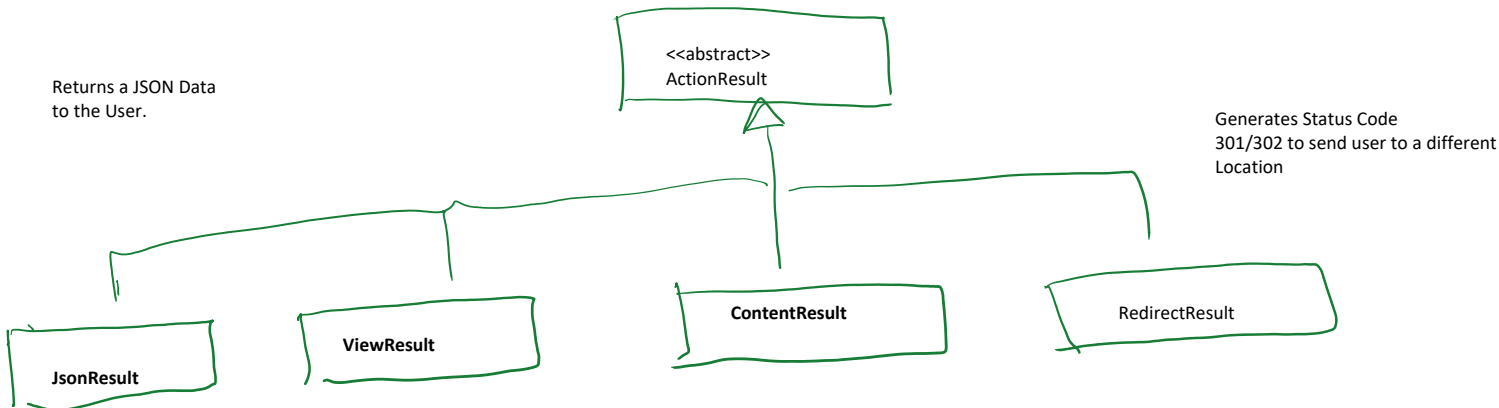 <<abstract>>
ActionResult
Returns a JSON Data
to the User.
Generates Status Code
301/302 to send user to a different
Location
JsonResult
ViewResult
ContentResult
RedirectResult